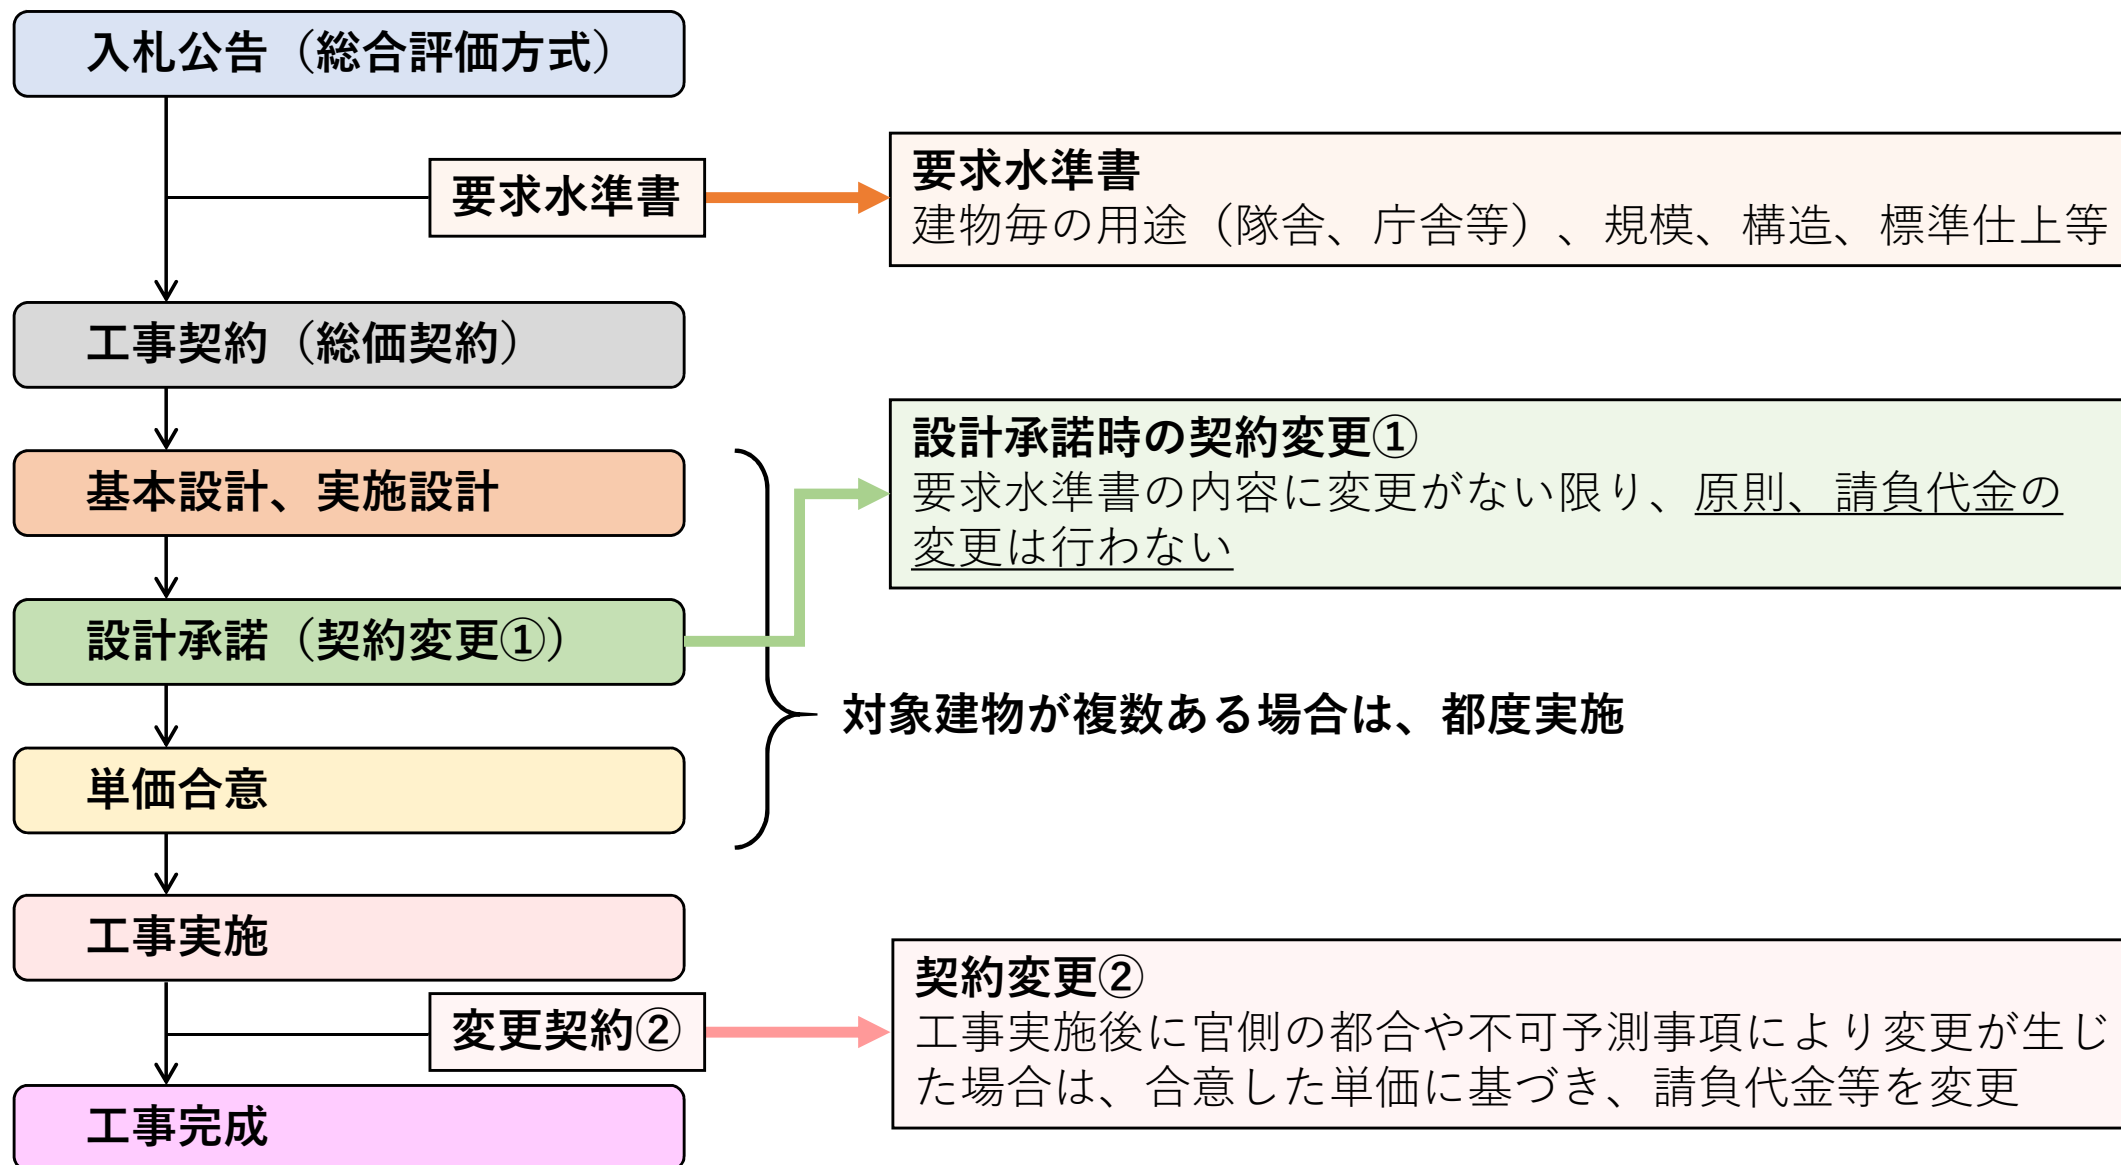 入札公告（総合評価方式）
要求水準書
要求水準書
建物毎の用途（隊舎、庁舎等）、規模、構造、標準仕上等
工事契約（総価契約）
基本設計、実施設計
設計承諾時の契約変更①
要求水準書の内容に変更がない限り、原則、請負代金の
変更は行わない
設計承諾（契約変更①）
対象建物が複数ある場合は、都度実施
単価合意
工事実施
変更契約②
契約変更②
工事実施後に官側の都合や不可予測事項により変更が生じ
た場合は、合意した単価に基づき、請負代金等を変更
工事完成